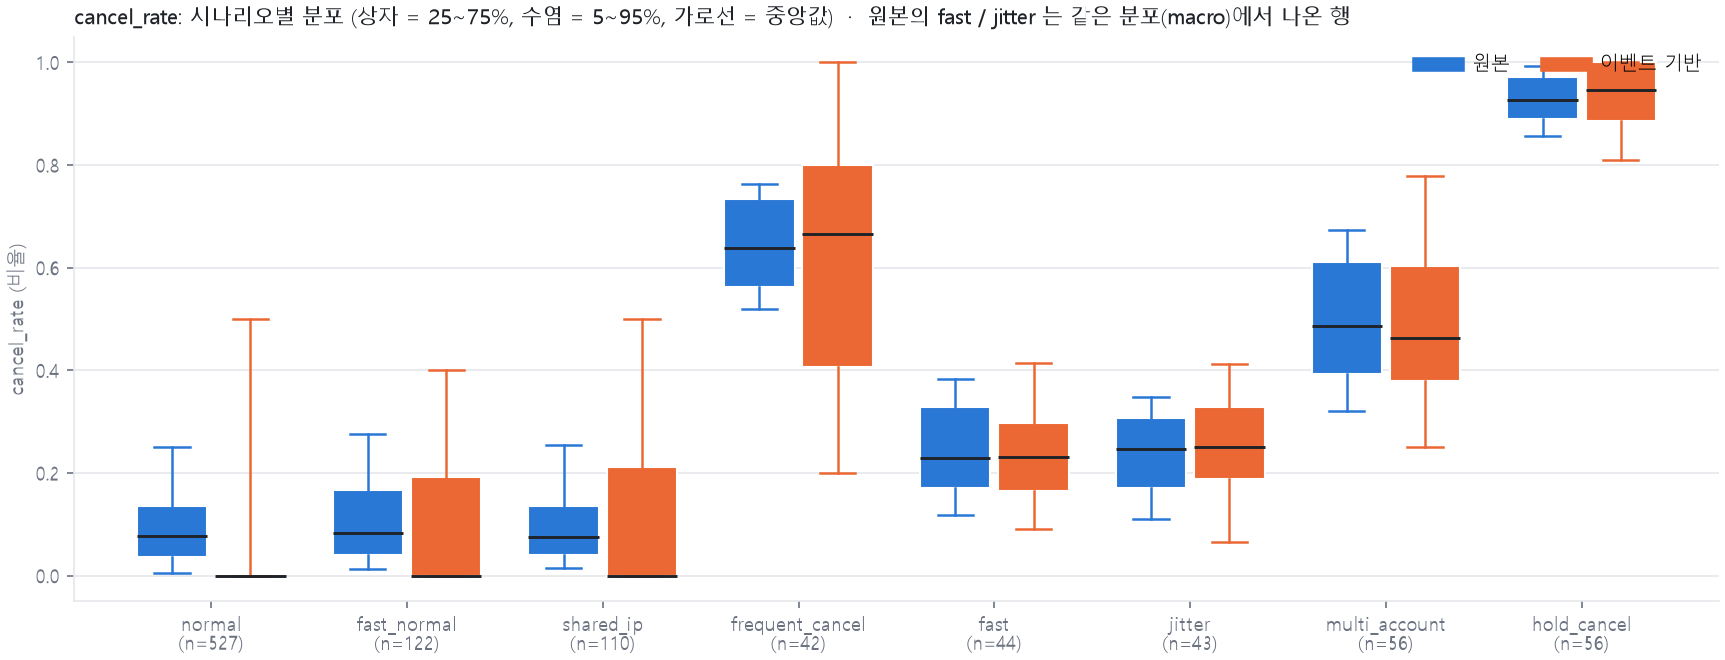 cancel_rate: 시나리오별 분포 (상자 = 25~75%, 수염 = 5~95%, 가로선 = 중앙값) · 원본의 fast / jitter 는 같은 분포(macro)에서 나온 행
원본 이벤트 기반
cancel_rate (비율)
1.0
0.8
0.6
0.4
0.2
0.0
normal fast_normal shared_ip frequent_cancel fast jitter multi_account hold_cancel
(n=527) (n=122) (n=110) (n=42) (n=44) (n=43) (n=56) (n=56)